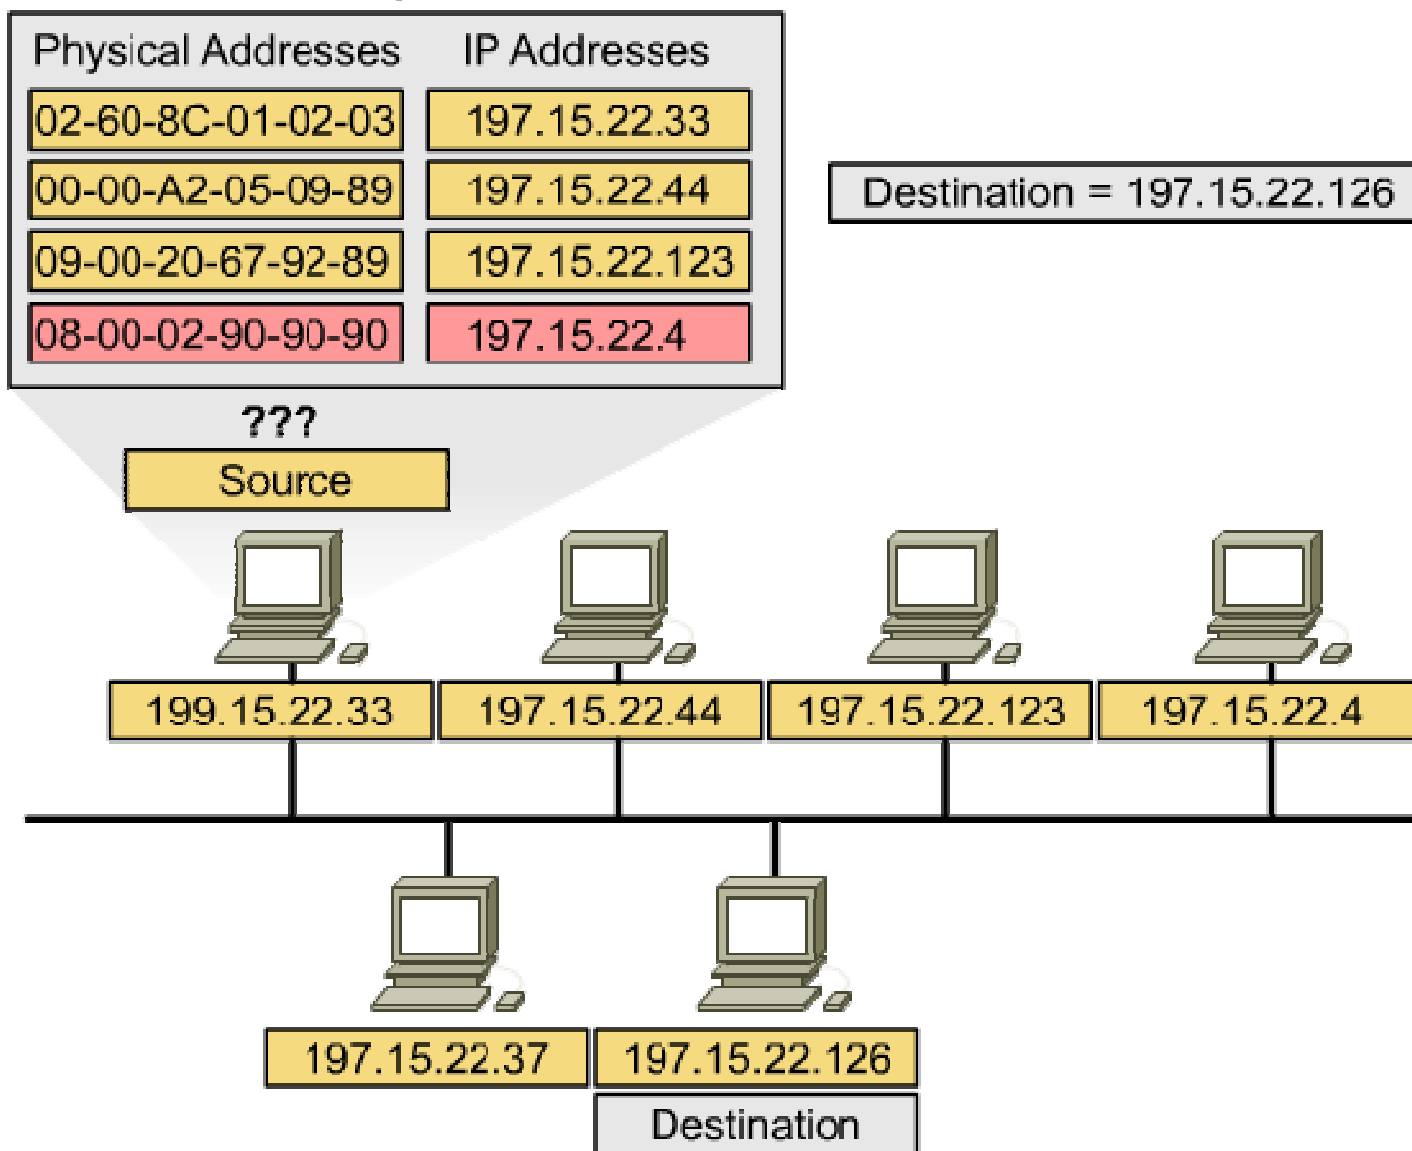 Physical Addresses IP Addresses
02-60-8C-01-02-03 197.15.22.33
00-00-A2-05-09-89 197.15.22.44
09-00-20-67-92-89 197.15.22.123
08-00-02-90-90-90 197.15.22.4
Destination = 197.15.22.126
???
Source
199.15.22.33 197.15.22.44 197.15.22.123 197.15.22.4
197.15.22.37 197.15.22.126
Destination